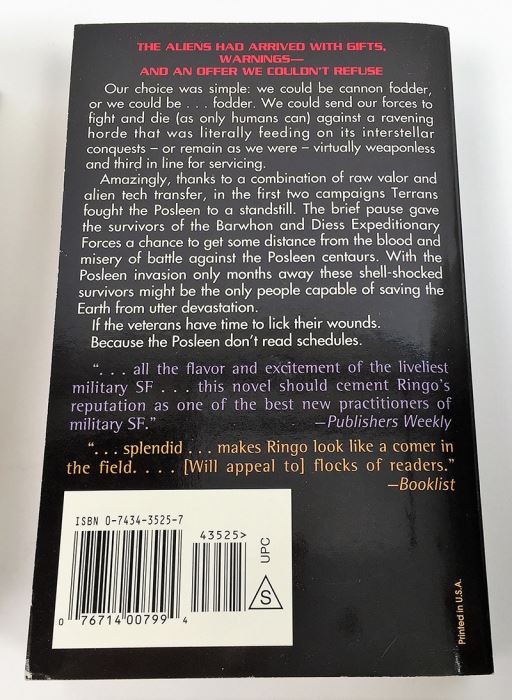 THE ALIENS HAD ARRIVED WITH GIFTS,
WARNINGS—
AND AN OFFER WE COULDN'T REFUSE
Our choice was simple: we could be cannon fodder,
or we could be . . . fodder. We could send our forces to
fight and die (as only humans can) against a ravening
horde that was literally feeding on its interstellar
conquests – or remain as we were – virtually weaponless
and third in line for servicing.
Amazingly, thanks to a combination of raw valor and
alien tech transfer, in the first two campaigns Terrans
fought the Posleen to a standstill. The brief pause gave
the survivors of the Barwhon and Diess Expeditionary
Forces a chance to get some distance from the blood and
misery of battle against the Posleen centaurs. With the
Posleen invasion only months away these shell-shocked
survivors might be the only people capable of saving the
Earth from utter devastation.
If the veterans have time to lick their wounds.
Because the Posleen don't read schedules.
“. . . all the flavor and excitement of the liveliest
military SF . . . this novel should cement Ringo's
reputation as one of the best new practitioners of
military SF.” —Publishers Weekly
“. . . splendid . . . makes Ringo look like a comer in
the field. . . . [Will appeal to] flocks of readers.”
—Booklist
ISBN 0-7434-3525-7
43525>
UPC
S
0 76714 00799 4
Printed in U.S.A.